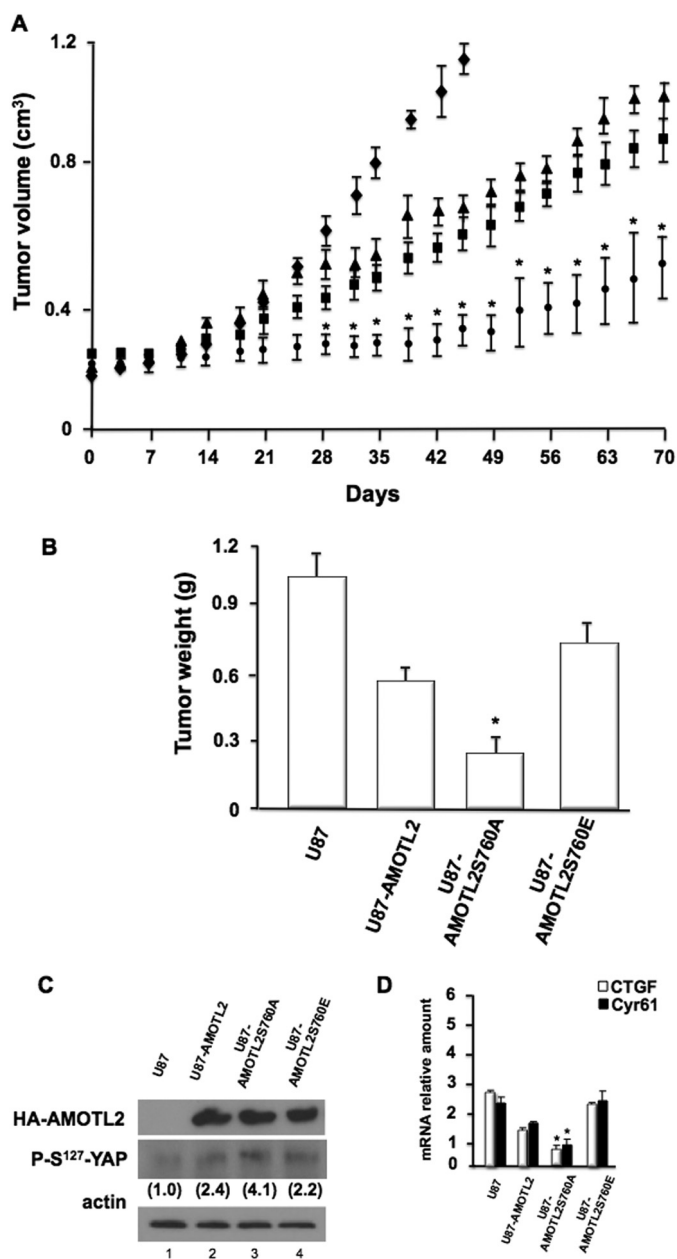 A
Tumor volume (cm³)
1.2
0.8
0.4
0
* * * * * * * * * * * * *
0 7 14 21 28 35 42 49 56 63 70
Days
B
Tumor weight (g)
1.2
0.9
0.6
0.3
0
*
U87
U87-AMOTL2
U87-
AMOTL2S760A
U87-
AMOTL2S760E
C
U87
U87-AMOTL2
U87-
AMOTL2S760A
U87-
AMOTL2S760E
HA-AMOTL2
P-S¹²⁷-YAP
(1.0) (2.4) (4.1) (2.2)
actin
1 2 3 4
D
CTGF
Cyr61
mRNA relative amount
6
5
4
3
2
1
0
* *
U87
U87-AMOTL2
U87-
AMOTL2S760A
U87-
AMOTL2S760E